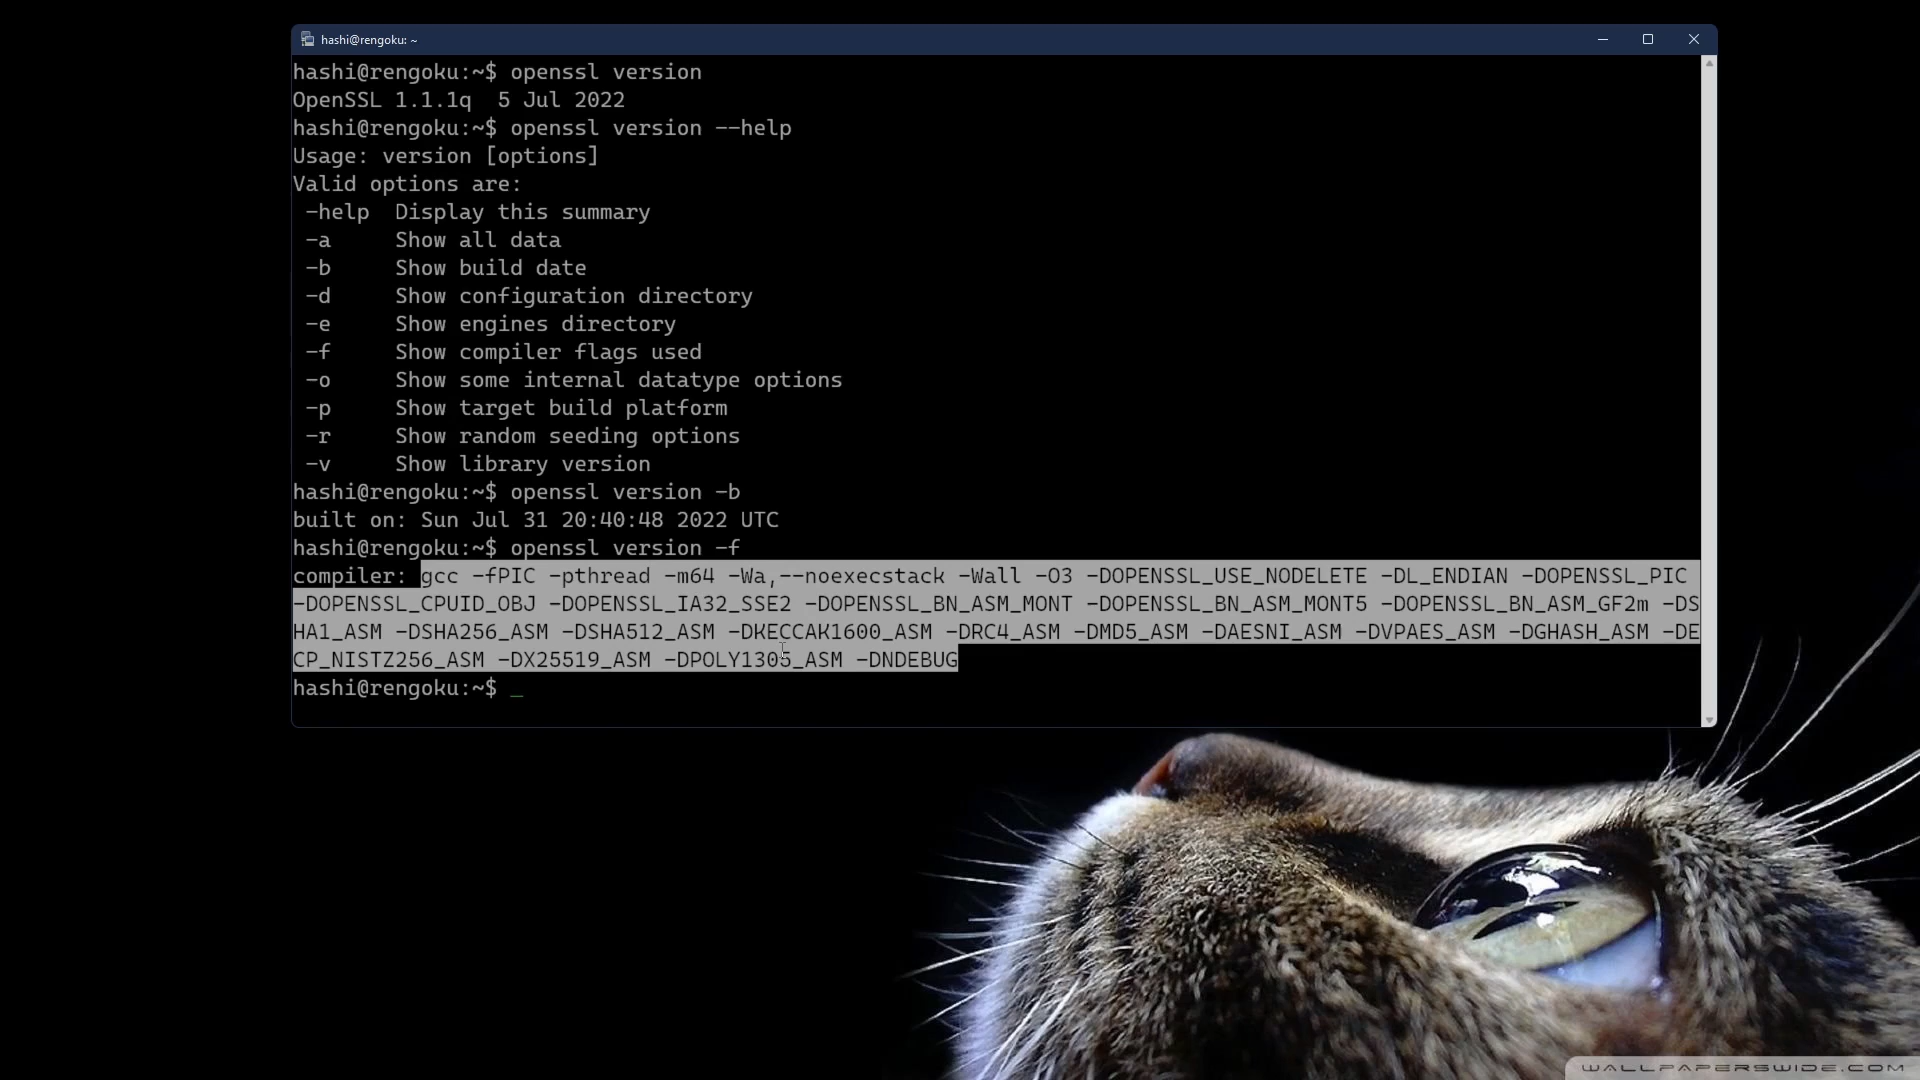 hashi@rengoku: ~
hashi@rengoku:~$ openssl version
OpenSSL 1.1.1q  5 Jul 2022
hashi@rengoku:~$ openssl version --help
Usage: version [options]
Valid options are:
 -help  Display this summary
 -a     Show all data
 -b     Show build date
 -d     Show configuration directory
 -e     Show engines directory
 -f     Show compiler flags used
 -o     Show some internal datatype options
 -p     Show target build platform
 -r     Show random seeding options
 -v     Show library version
hashi@rengoku:~$ openssl version -b
built on: Sun Jul 31 20:40:48 2022 UTC
hashi@rengoku:~$ openssl version -f
compiler: gcc -fPIC -pthread -m64 -Wa,--noexecstack -Wall -O3 -DOPENSSL_USE_NODELETE -DL_ENDIAN -DOPENSSL_PIC
-DOPENSSL_CPUID_OBJ -DOPENSSL_IA32_SSE2 -DOPENSSL_BN_ASM_MONT -DOPENSSL_BN_ASM_MONT5 -DOPENSSL_BN_ASM_GF2m -DS
HA1_ASM -DSHA256_ASM -DSHA512_ASM -DKECCAK1600_ASM -DRC4_ASM -DMD5_ASM -DAESNI_ASM -DVPAES_ASM -DGHASH_ASM -DE
CP_NISTZ256_ASM -DX25519_ASM -DPOLY1305_ASM -DNDEBUG
hashi@rengoku:~$ _
WALLPAPERSWIDE.COM